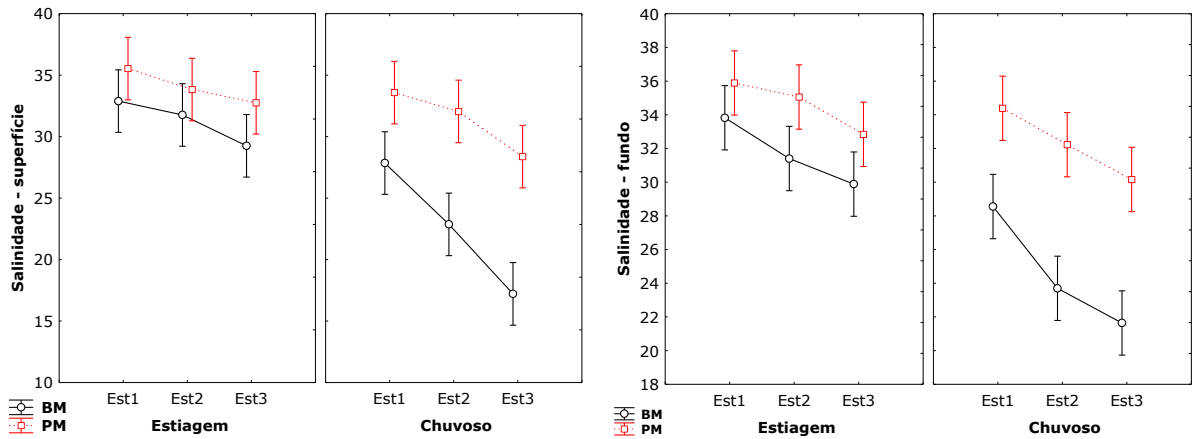 Salinidade - superfície
40
35
30
25
20
15
10
Est1 Est2 Est3 Est1 Est2 Est3
Estiagem Chuvoso
BM
PM
Salinidade - fundo
40
38
36
34
32
30
28
26
24
22
20
18
Est1 Est2 Est3 Est1 Est2 Est3
Estiagem Chuvoso
BM
PM